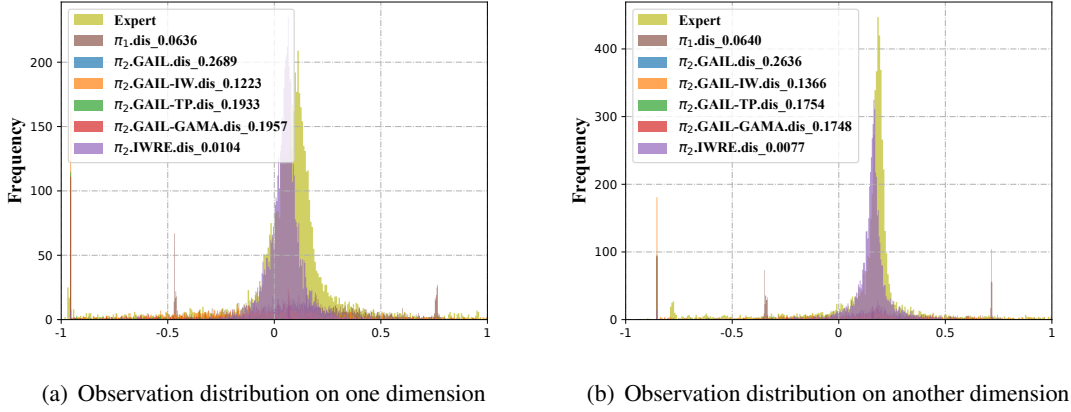 Expert
π₁.dis_0.0636
π₂.GAIL.dis_0.2689
π₂.GAIL-IW.dis_0.1223
π₂.GAIL-TP.dis_0.1933
π₂.GAIL-GAMA.dis_0.1957
π₂.IWRE.dis_0.0104
Frequency
200
150
100
50
0
-1
-0.5
0
0.5
1
(a) Observation distribution on one dimension
Expert
π₁.dis_0.0640
π₂.GAIL.dis_0.2636
π₂.GAIL-IW.dis_0.1366
π₂.GAIL-TP.dis_0.1754
π₂.GAIL-GAMA.dis_0.1748
π₂.IWRE.dis_0.0077
Frequency
400
300
200
100
0
-1
-0.5
0
0.5
1
(b) Observation distribution on another dimension